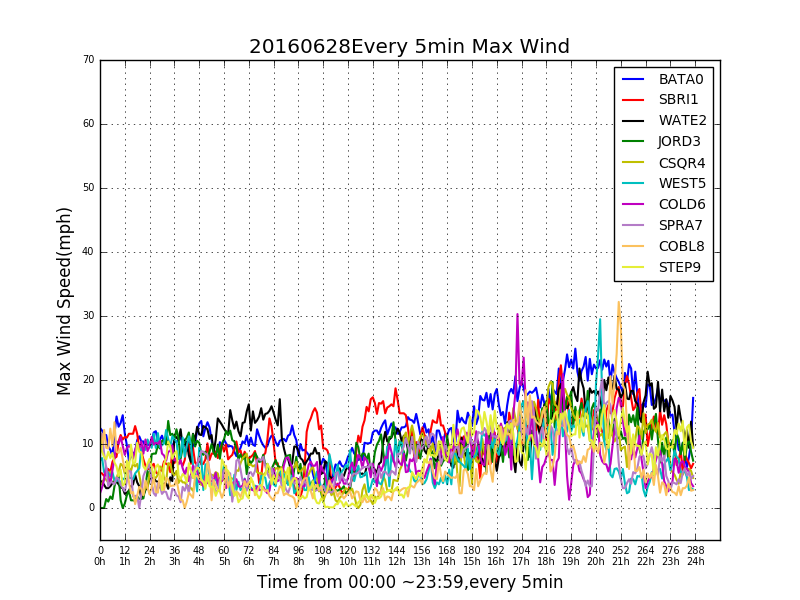 20160628Every 5min Max Wind
70
60
50
40
30
20
10
0
Max Wind Speed(mph)
BATA0
SBRI1
WATE2
JORD3
CSQR4
WEST5
COLD6
SPRA7
COBL8
STEP9
0 12 24 36 48 60 72 84 96 108 120 132 144 156 168 180 192 204 216 228 240 252 264 276 288
0h 1h 2h 3h 4h 5h 6h 7h 8h 9h 10h 11h 12h 13h 14h 15h 16h 17h 18h 19h 20h 21h 22h 23h 24h
Time from 00:00 ~23:59,every 5min